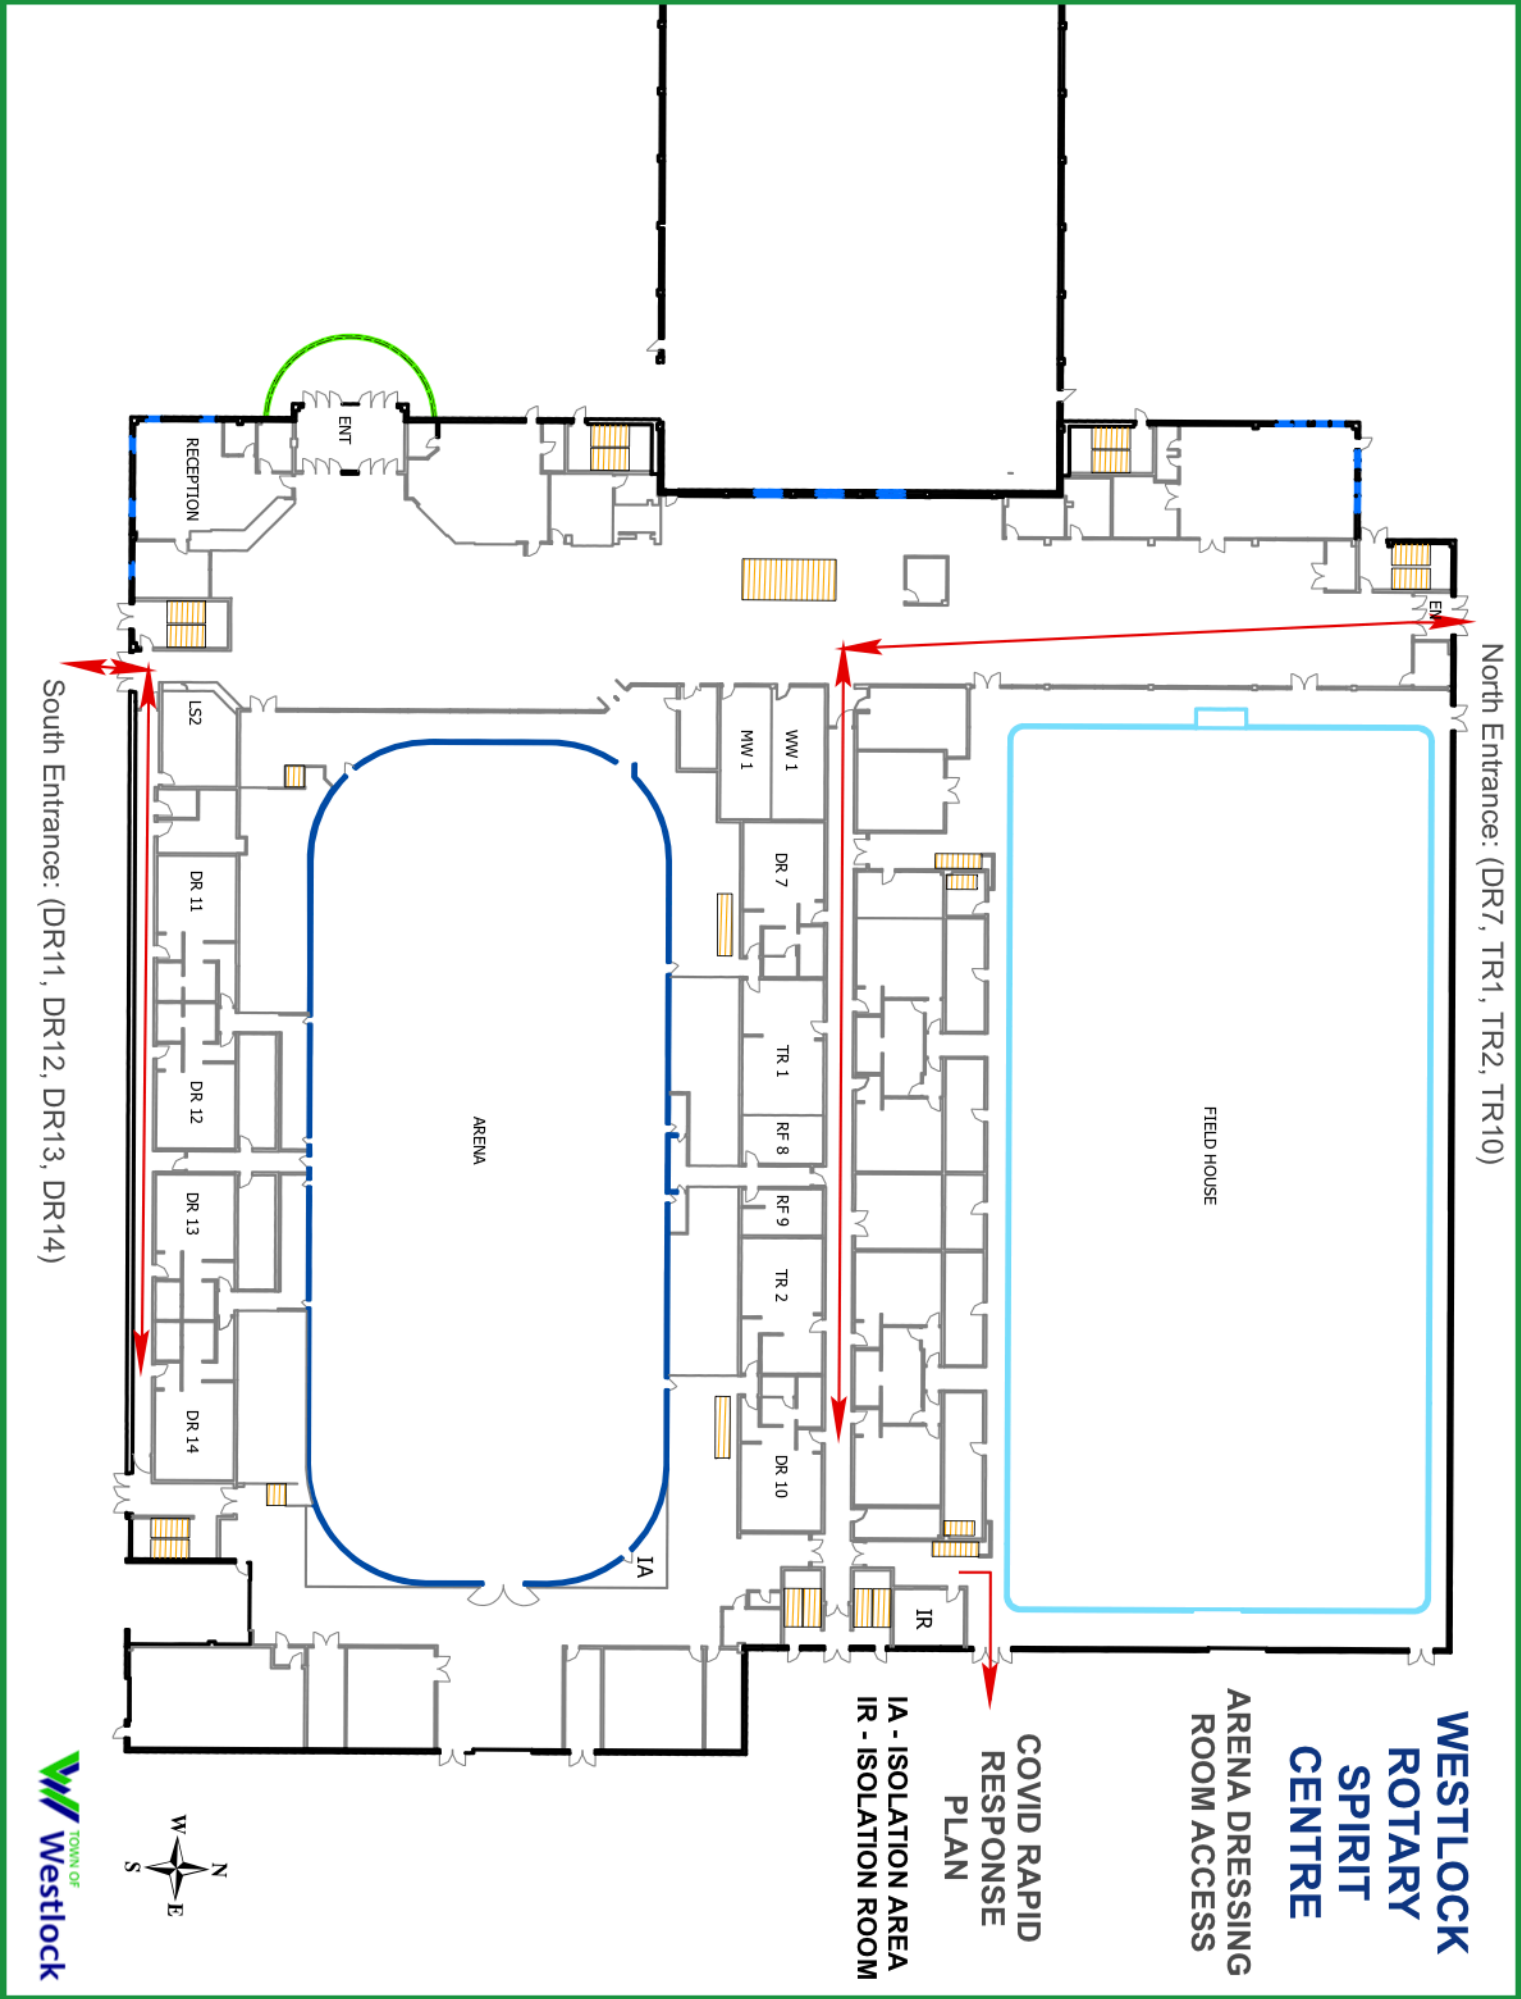 North Entrance: (DR7, TR1, TR2, TR10)
WESTLOCK
ROTARY
SPIRIT
CENTRE
ARENA DRESSING
ROOM ACCESS
COVID RAPID
RESPONSE
PLAN
IA - ISOLATION AREA
IR - ISOLATION ROOM
EN
FIELD HOUSE
IR
WW 1
MW 1
DR 7
TR 1
RF 8
RF 9
TR 2
DR 10
IA
ARENA
ENT
RECEPTION
LS2
DR 11
DR 12
DR 13
DR 14
South Entrance: (DR11, DR12, DR13, DR14)
N
W
E
S
TOWN OF
Westlock